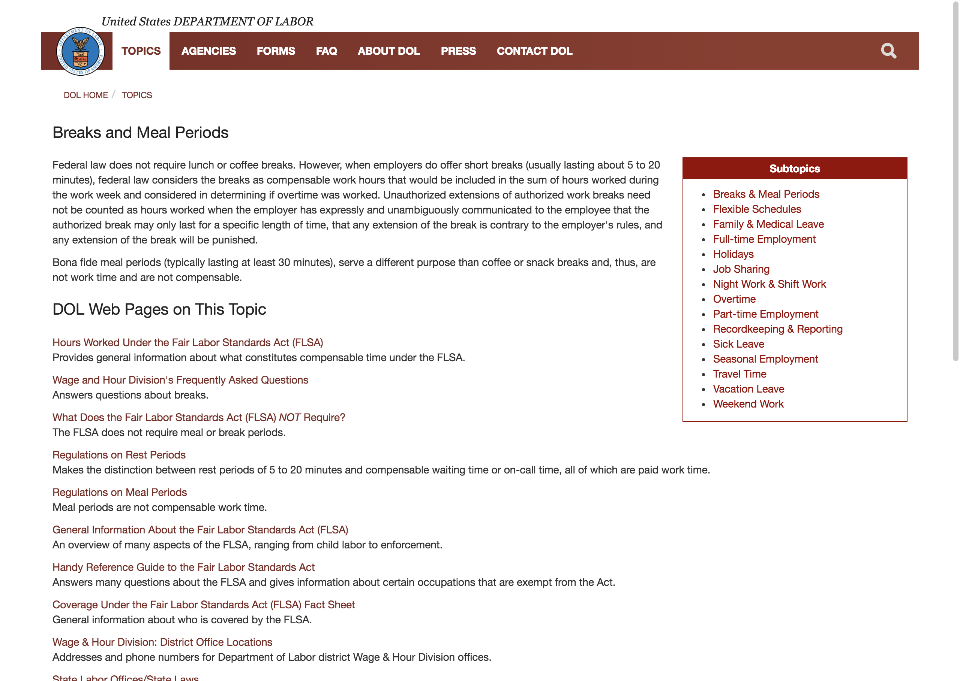 United States DEPARTMENT OF LABOR
TOPICS AGENCIES FORMS FAQ ABOUT DOL PRESS CONTACT DOL
DOL HOME / TOPICS
Breaks and Meal Periods
Federal law does not require lunch or coffee breaks. However, when employers do offer short breaks (usually lasting about 5 to 20
minutes), federal law considers the breaks as compensable work hours that would be included in the sum of hours worked during
the work week and considered in determining if overtime was worked. Unauthorized extensions of authorized work breaks need
not be counted as hours worked when the employer has expressly and unambiguously communicated to the employee that the
authorized break may only last for a specific length of time, that any extension of the break is contrary to the employer's rules, and
any extension of the break will be punished.
Bona fide meal periods (typically lasting at least 30 minutes), serve a different purpose than coffee or snack breaks and, thus, are
not work time and are not compensable.
Subtopics
Breaks & Meal Periods
Flexible Schedules
Family & Medical Leave
Full-time Employment
Holidays
Job Sharing
Night Work & Shift Work
Overtime
Part-time Employment
Recordkeeping & Reporting
Sick Leave
Seasonal Employment
Travel Time
Vacation Leave
Weekend Work
DOL Web Pages on This Topic
Hours Worked Under the Fair Labor Standards Act (FLSA)
Provides general information about what constitutes compensable time under the FLSA.
Wage and Hour Division's Frequently Asked Questions
Answers questions about breaks.
What Does the Fair Labor Standards Act (FLSA) NOT Require?
The FLSA does not require meal or break periods.
Regulations on Rest Periods
Makes the distinction between rest periods of 5 to 20 minutes and compensable waiting time or on-call time, all of which are paid work time.
Regulations on Meal Periods
Meal periods are not compensable work time.
General Information About the Fair Labor Standards Act (FLSA)
An overview of many aspects of the FLSA, ranging from child labor to enforcement.
Handy Reference Guide to the Fair Labor Standards Act
Answers many questions about the FLSA and gives information about certain occupations that are exempt from the Act.
Coverage Under the Fair Labor Standards Act (FLSA) Fact Sheet
General information about who is covered by the FLSA.
Wage & Hour Division: District Office Locations
Addresses and phone numbers for Department of Labor district Wage & Hour Division offices.
State Labor Offices/State Laws